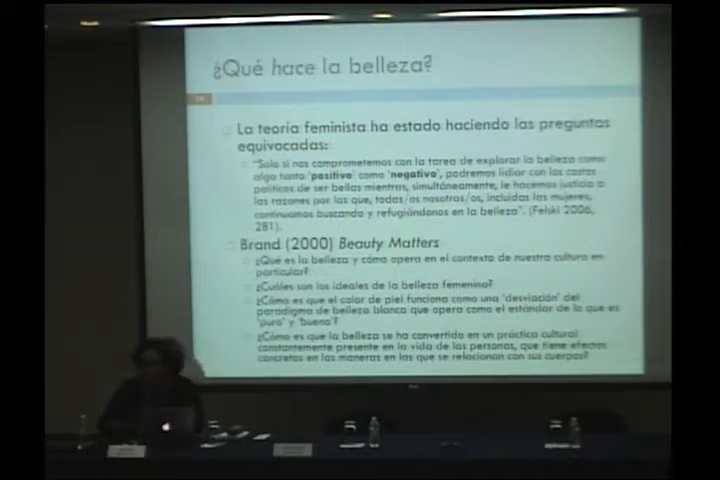 ¿Qué hace la belleza?
La teoría feminista ha estado haciendo las preguntas
equivocadas:
"Solo si nos comprometemos con la tarea de explorar la belleza como
algo tanto 'positivo' como 'negativo', podremos lidiar con los costos
políticos de ser bellas mientras, simultáneamente, le hacemos justicia a
las razones por las que, todas/os nosotras/os, incluidas las mujeres,
continuamos buscando y refugiándonos en la belleza". (Felski 2006,
281).
Brand (2000) Beauty Matters
¿Qué es la belleza y cómo opera en el contexto de nuestra cultura en
particular?
¿Cuáles son los ideales de la belleza femenina?
¿Cómo es que el color de piel funciona como una 'desviación' del
paradigma de belleza blanca que opera como el estándar de lo que es
'puro' y 'bueno'?
¿Cómo es que la belleza se ha convertido en un práctica cultural
constantemente presente en la vida de las personas, que tiene efectos
concretos en las maneras en las que se relacionan con sus cuerpos?